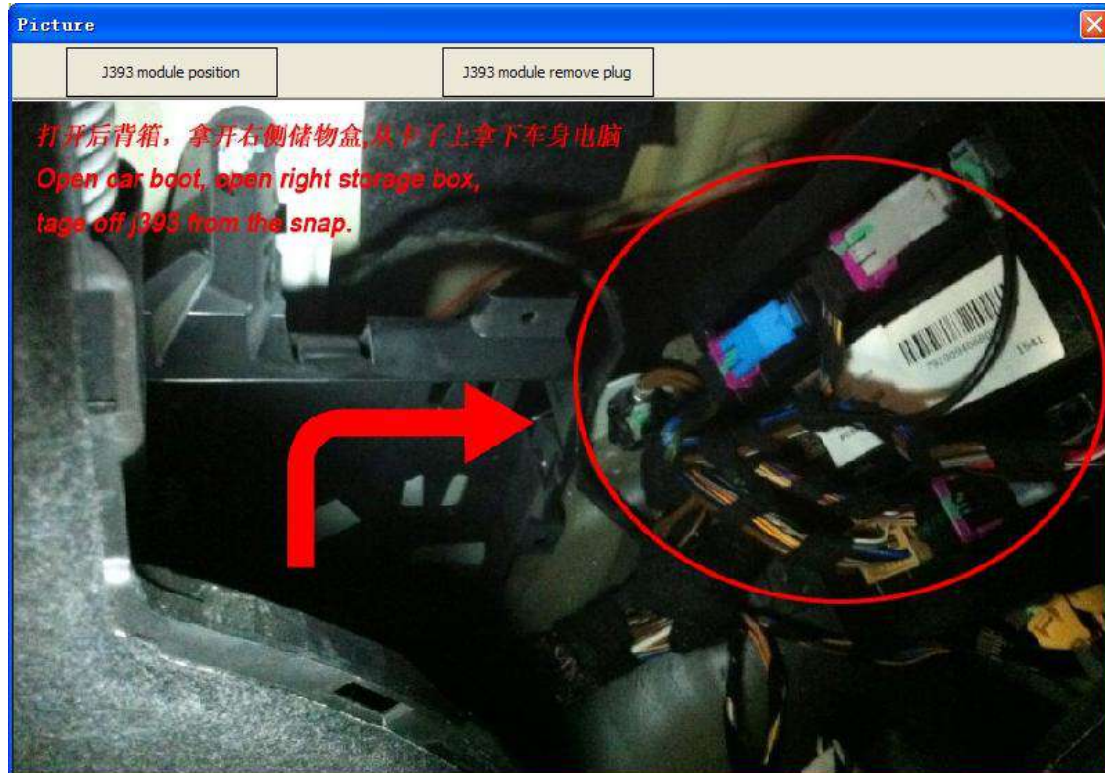 Picture
J393 module position
J393 module remove plug
打开后背箱，拿开右侧储物盒,从卡子上拿下车身电脑
Open car boot, open right storage box,
tage off j393 from the snap.
1541